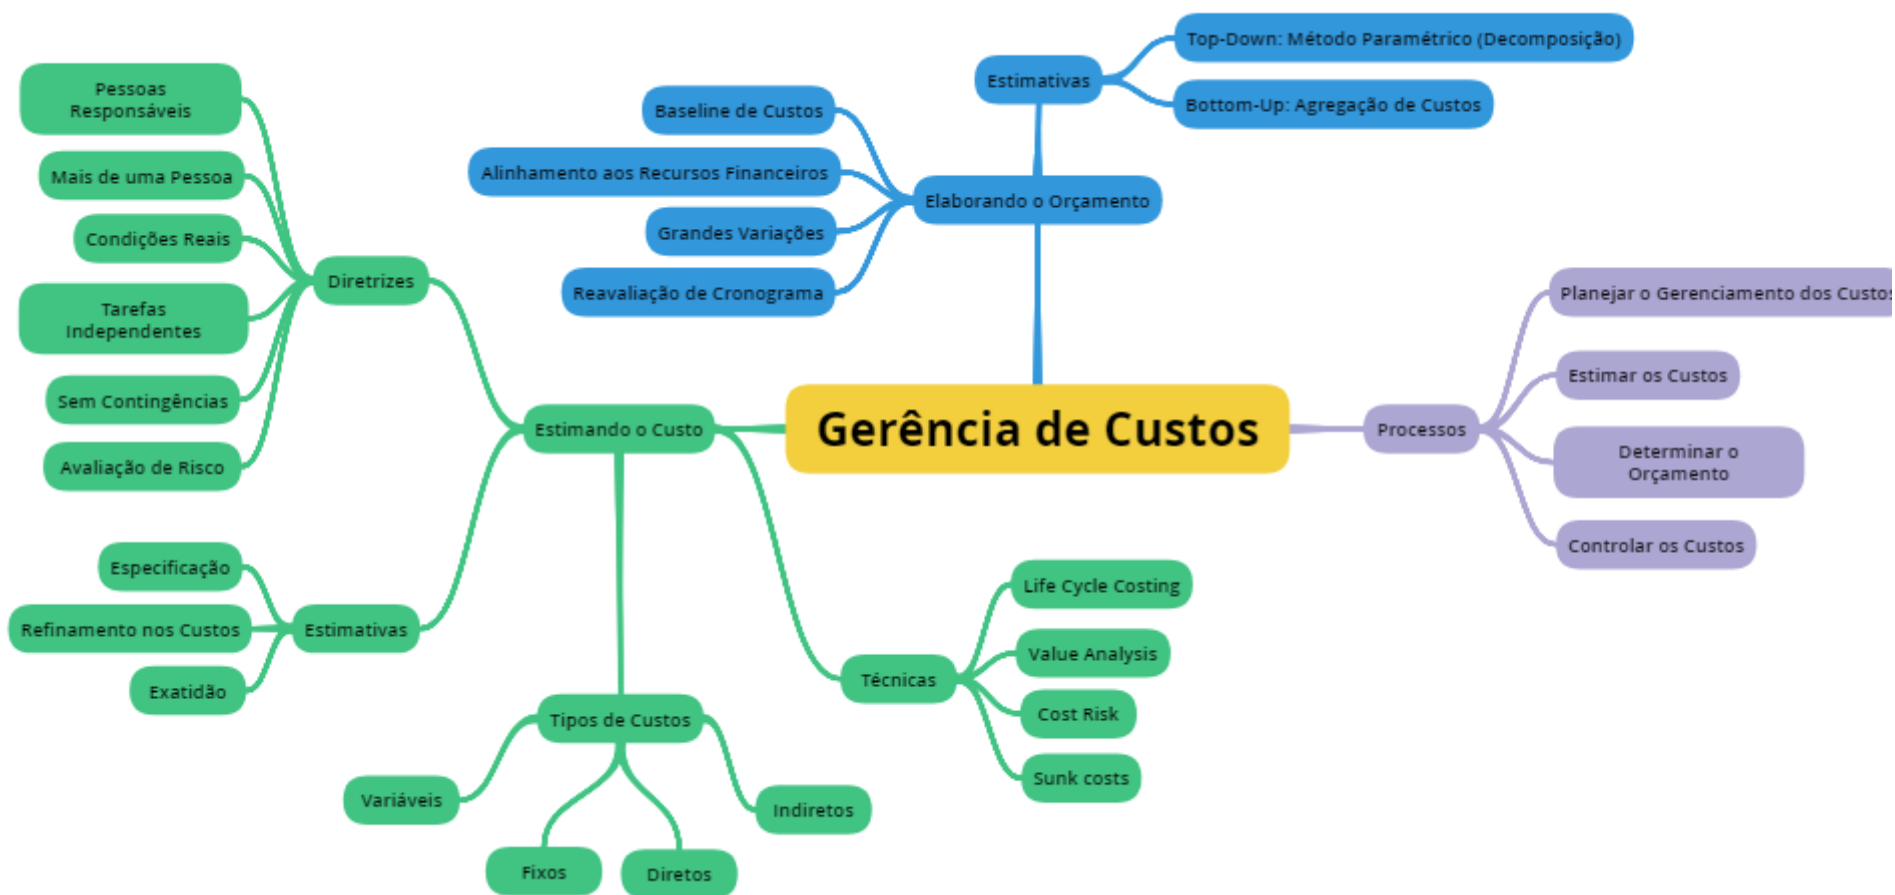 Top-Down: Método Paramétrico (Decomposição)
Estimativas
Bottom-Up: Agregação de Custos
Baseline de Custos
Alinhamento aos Recursos Financeiros
Elaborando o Orçamento
Grandes Variações
Reavaliação de Cronograma
Pessoas
Responsáveis
Mais de uma Pessoa
Condições Reais
Diretrizes
Tarefas
Independentes
Sem Contingências
Avaliação de Risco
Estimando o Custo
Gerência de Custos
Processos
Planejar o Gerenciamento dos Custos
Estimar os Custos
Determinar o
Orçamento
Controlar os Custos
Especificação
Refinamento nos Custos
Estimativas
Exatidão
Tipos de Custos
Variáveis
Fixos
Diretos
Indiretos
Técnicas
Life Cycle Costing
Value Analysis
Cost Risk
Sunk costs